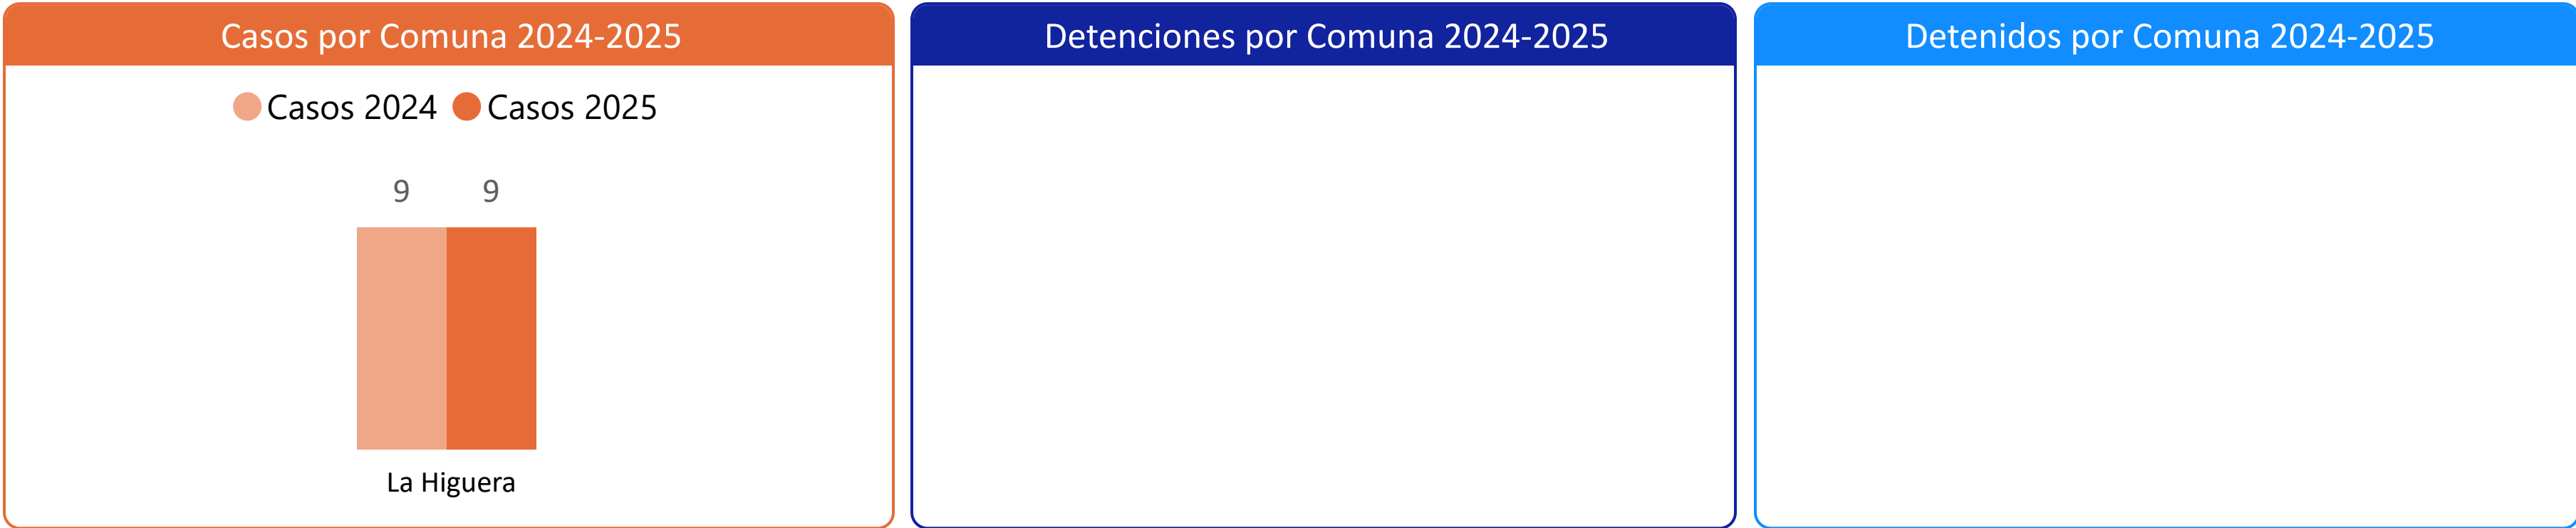 Casos por Comuna 2024-2025
Casos 2024 Casos 2025
9 9
La Higuera
Detenciones por Comuna 2024-2025
Detenidos por Comuna 2024-2025